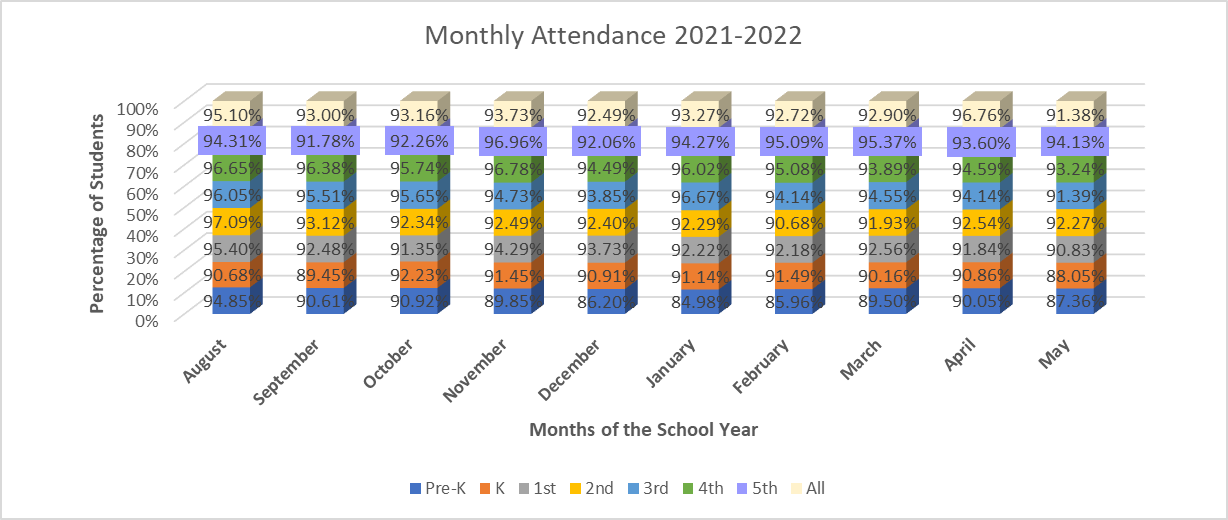 Monthly Attendance 2021-2022
Percentage of Students
100%
90%
80%
70%
60%
50%
40%
30%
20%
10%
0%
95.10% 93.00% 93.16% 93.73% 92.49% 93.27% 92.72% 92.90% 96.76% 91.38%
94.31% 91.78% 92.26% 96.96% 92.06% 94.27% 95.09% 95.37% 93.60% 94.13%
96.65% 96.38% 95.74% 96.78% 94.49% 96.02% 95.08% 93.89% 94.59% 93.24%
96.05% 95.51% 95.65% 94.73% 93.85% 96.67% 94.14% 94.55% 94.14% 91.39%
97.09% 93.12% 92.34% 92.49% 92.40% 92.29% 90.68% 91.93% 92.54% 92.27%
95.40% 92.48% 91.35% 94.29% 93.73% 92.22% 92.18% 92.56% 91.84% 90.83%
90.68% 89.45% 92.23% 91.45% 90.91% 91.14% 91.49% 90.16% 90.86% 88.05%
94.85% 90.61% 90.92% 89.85% 86.20% 84.98% 85.96% 89.50% 90.05% 87.36%
August September October November December January February March April May
Months of the School Year
Pre-K K 1st 2nd 3rd 4th 5th All